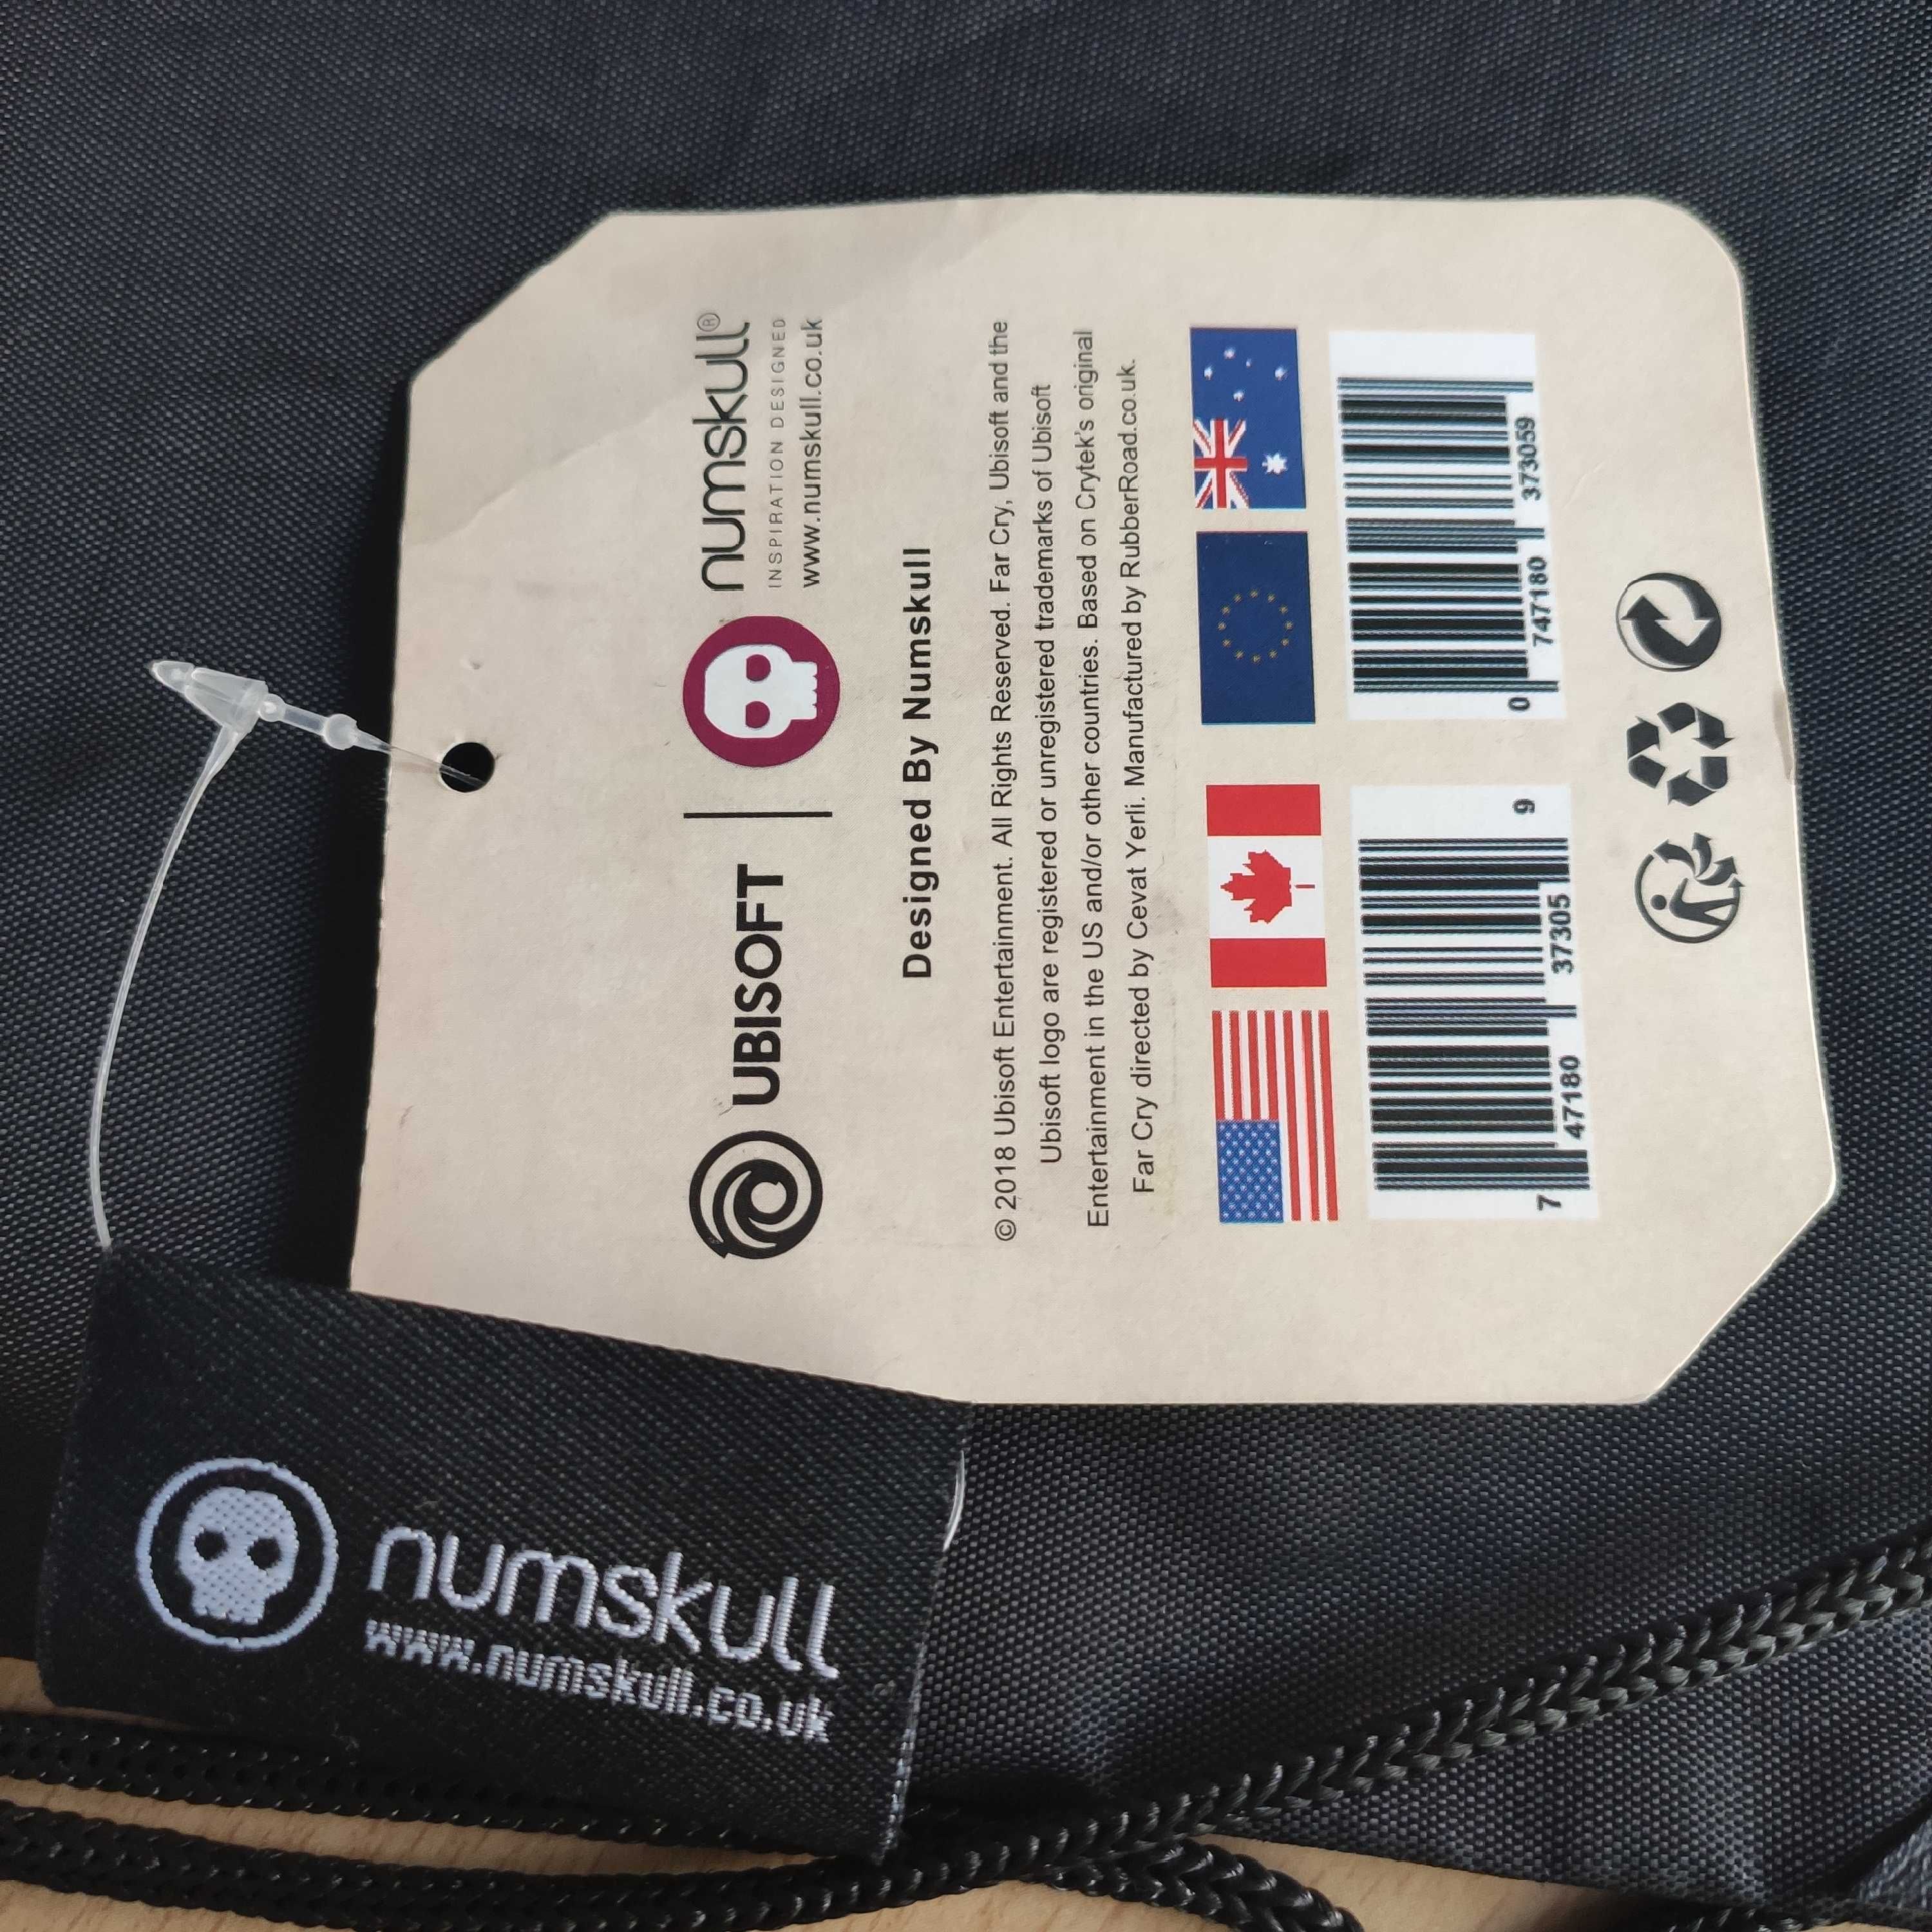 UBISOFT
numskull®
INSPIRATION DESIGNED
www.numskull.co.uk
Designed By Numskull
© 2018 Ubisoft Entertainment. All Rights Reserved. Far Cry, Ubisoft and the
Ubisoft logo are registered or unregistered trademarks of Ubisoft
Entertainment in the US and/or other countries. Based on Crytek's original
Far Cry directed by Cevat Yerli. Manufactured by RubberRoad.co.uk.
7 47180 37305 9
0 747180 373059
numskull
www.numskull.co.uk